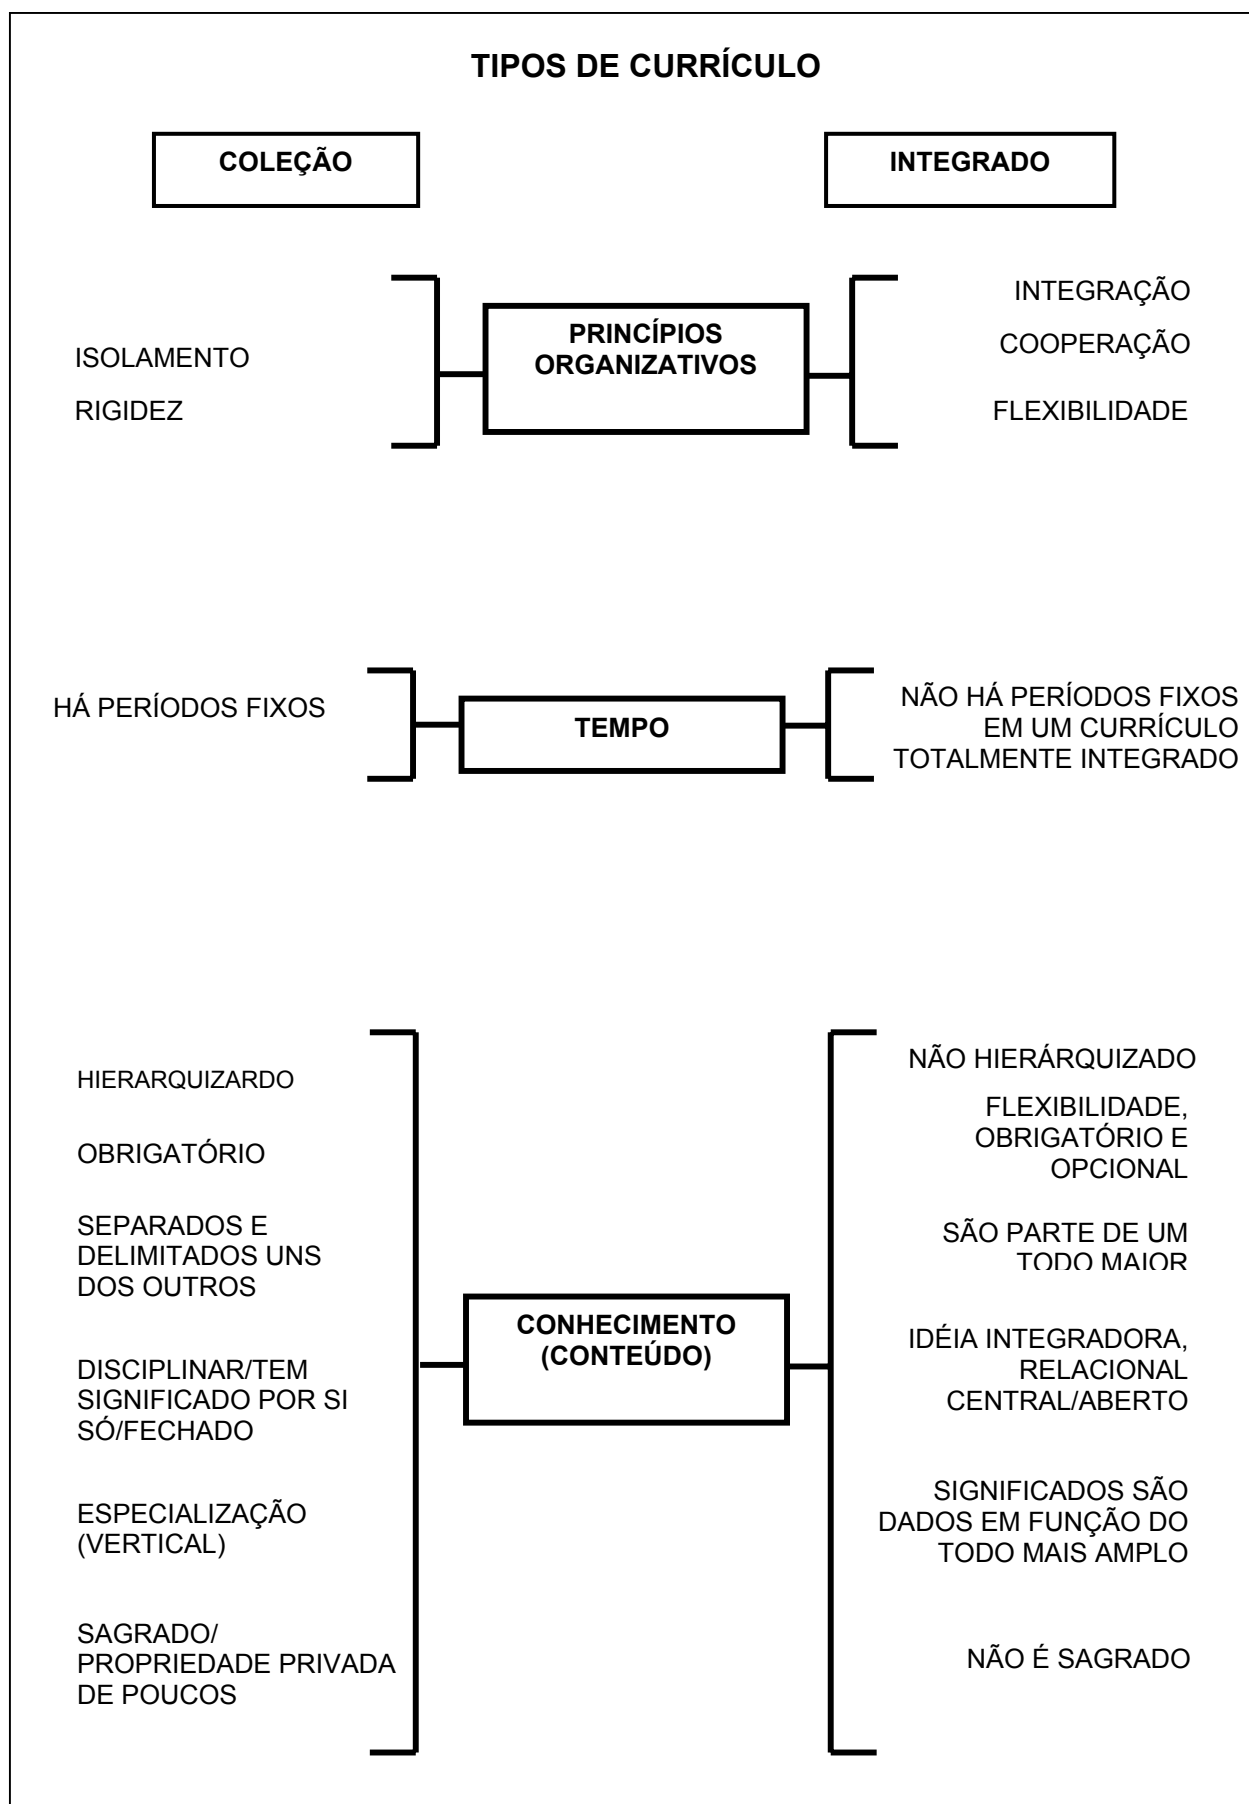 TIPOS DE CURRÍCULO
COLEÇÃO
INTEGRADO
ISOLAMENTO
RIGIDEZ
PRINCÍPIOS
ORGANIZATIVOS
INTEGRAÇÃO
COOPERAÇÃO
FLEXIBILIDADE
HÁ PERÍODOS FIXOS
TEMPO
NÃO HÁ PERÍODOS FIXOS
EM UM CURRÍCULO
TOTALMENTE INTEGRADO
HIERARQUIZARDO
OBRIGATÓRIO
SEPARADOS E
DELIMITADOS UNS
DOS OUTROS
DISCIPLINAR/TEM
SIGNIFICADO POR SI
SÓ/FECHADO
ESPECIALIZAÇÃO
(VERTICAL)
SAGRADO/
PROPRIEDADE PRIVADA
DE POUCOS
CONHECIMENTO
(CONTEÚDO)
NÃO HIERÁRQUIZADO
FLEXIBILIDADE,
OBRIGATÓRIO E
OPCIONAL
SÃO PARTE DE UM
TODO MAIOR
IDÉIA INTEGRADORA,
RELACIONAL
CENTRAL/ABERTO
SIGNIFICADOS SÃO
DADOS EM FUNÇÃO DO
TODO MAIS AMPLO
NÃO É SAGRADO